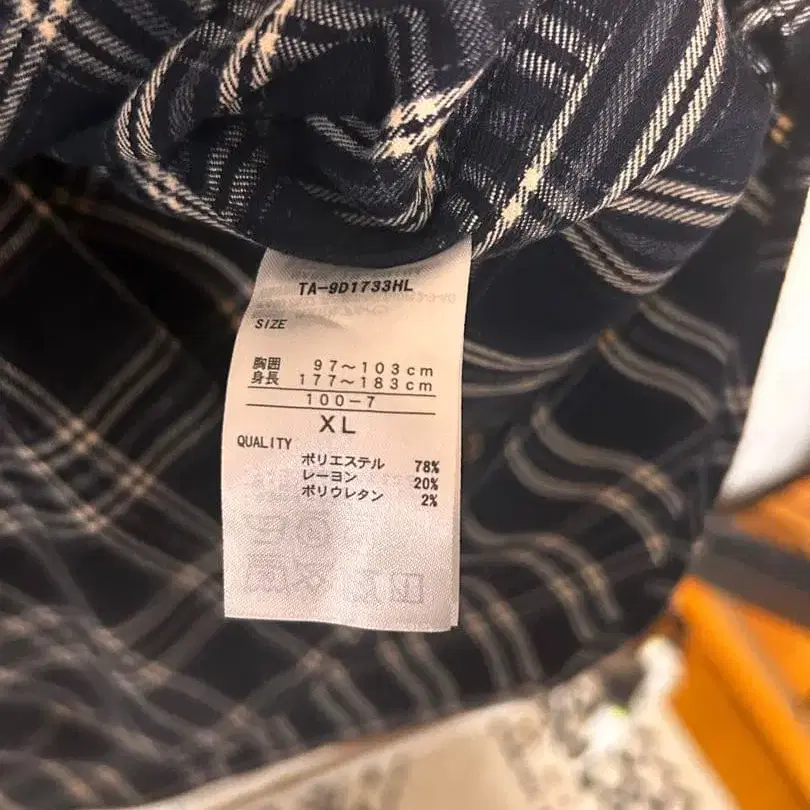 TA-9D1733HL
SIZE
胸囲 97〜103cm
身長 177〜183cm
100-7
XL
QUALITY
ポリエステル 78%
レーヨン 20%
ポリウレタン 2%